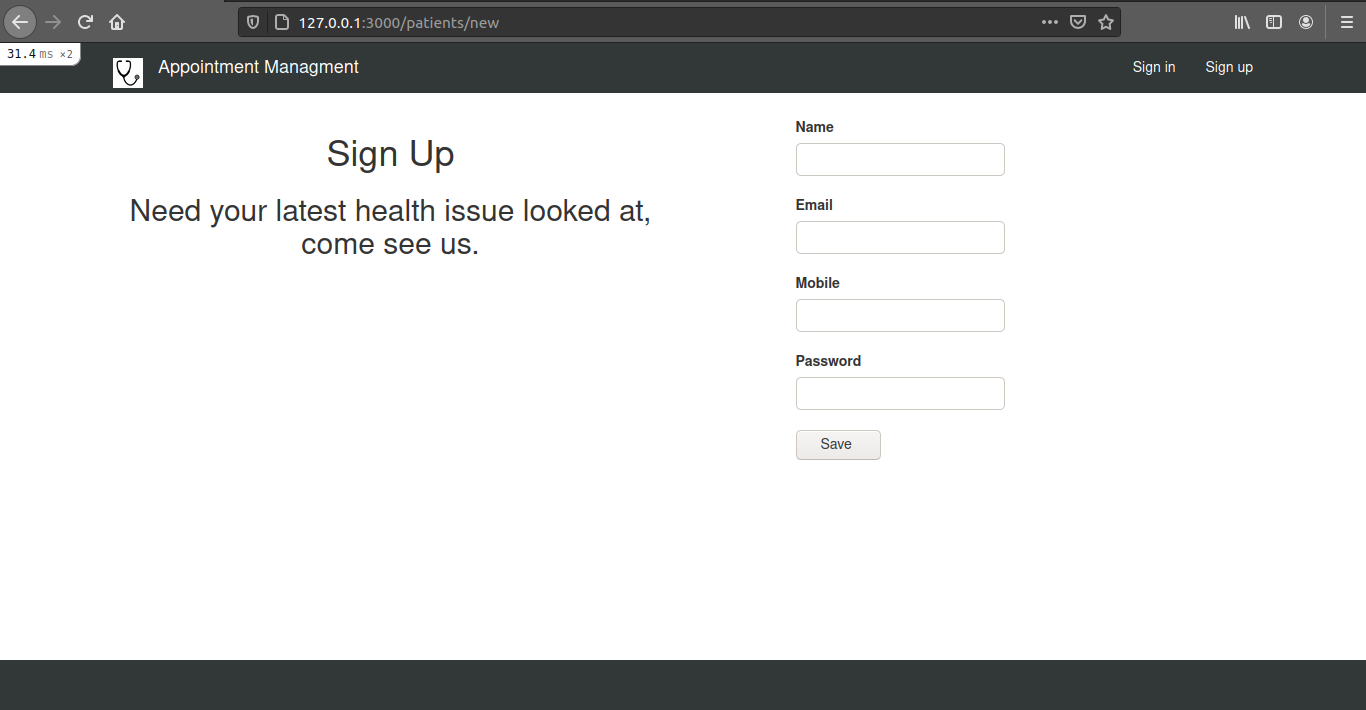 127.0.0.1:3000/patients/new
31.4 ms ×2
Appointment Managment
Sign in
Sign up
Sign Up
Need your latest health issue looked at,
come see us.
Name
Email
Mobile
Password
Save